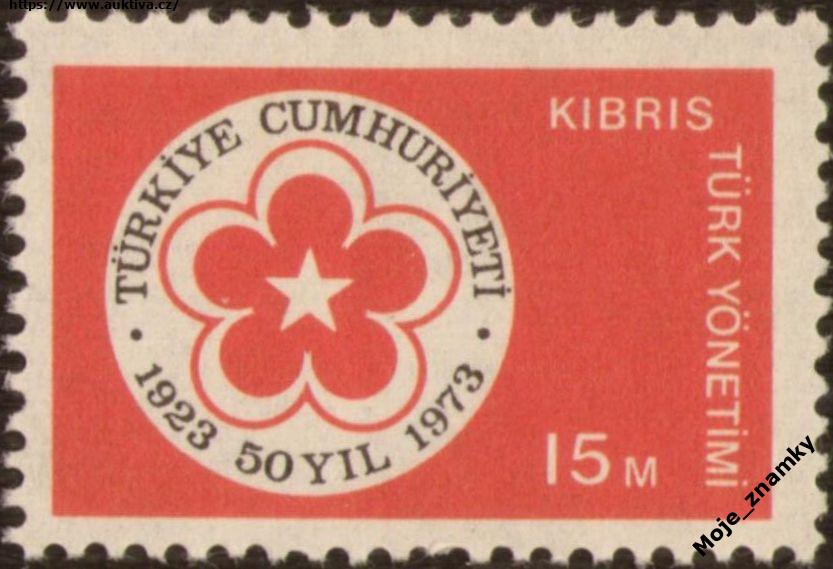 https://www.auktiva.cz/
TÜRKİYE CUMHURİYETİ
• 1923 50 YIL 1973 •
KIBRIS
TÜRK YÖNETİMİ
15 M
Moje_znamky